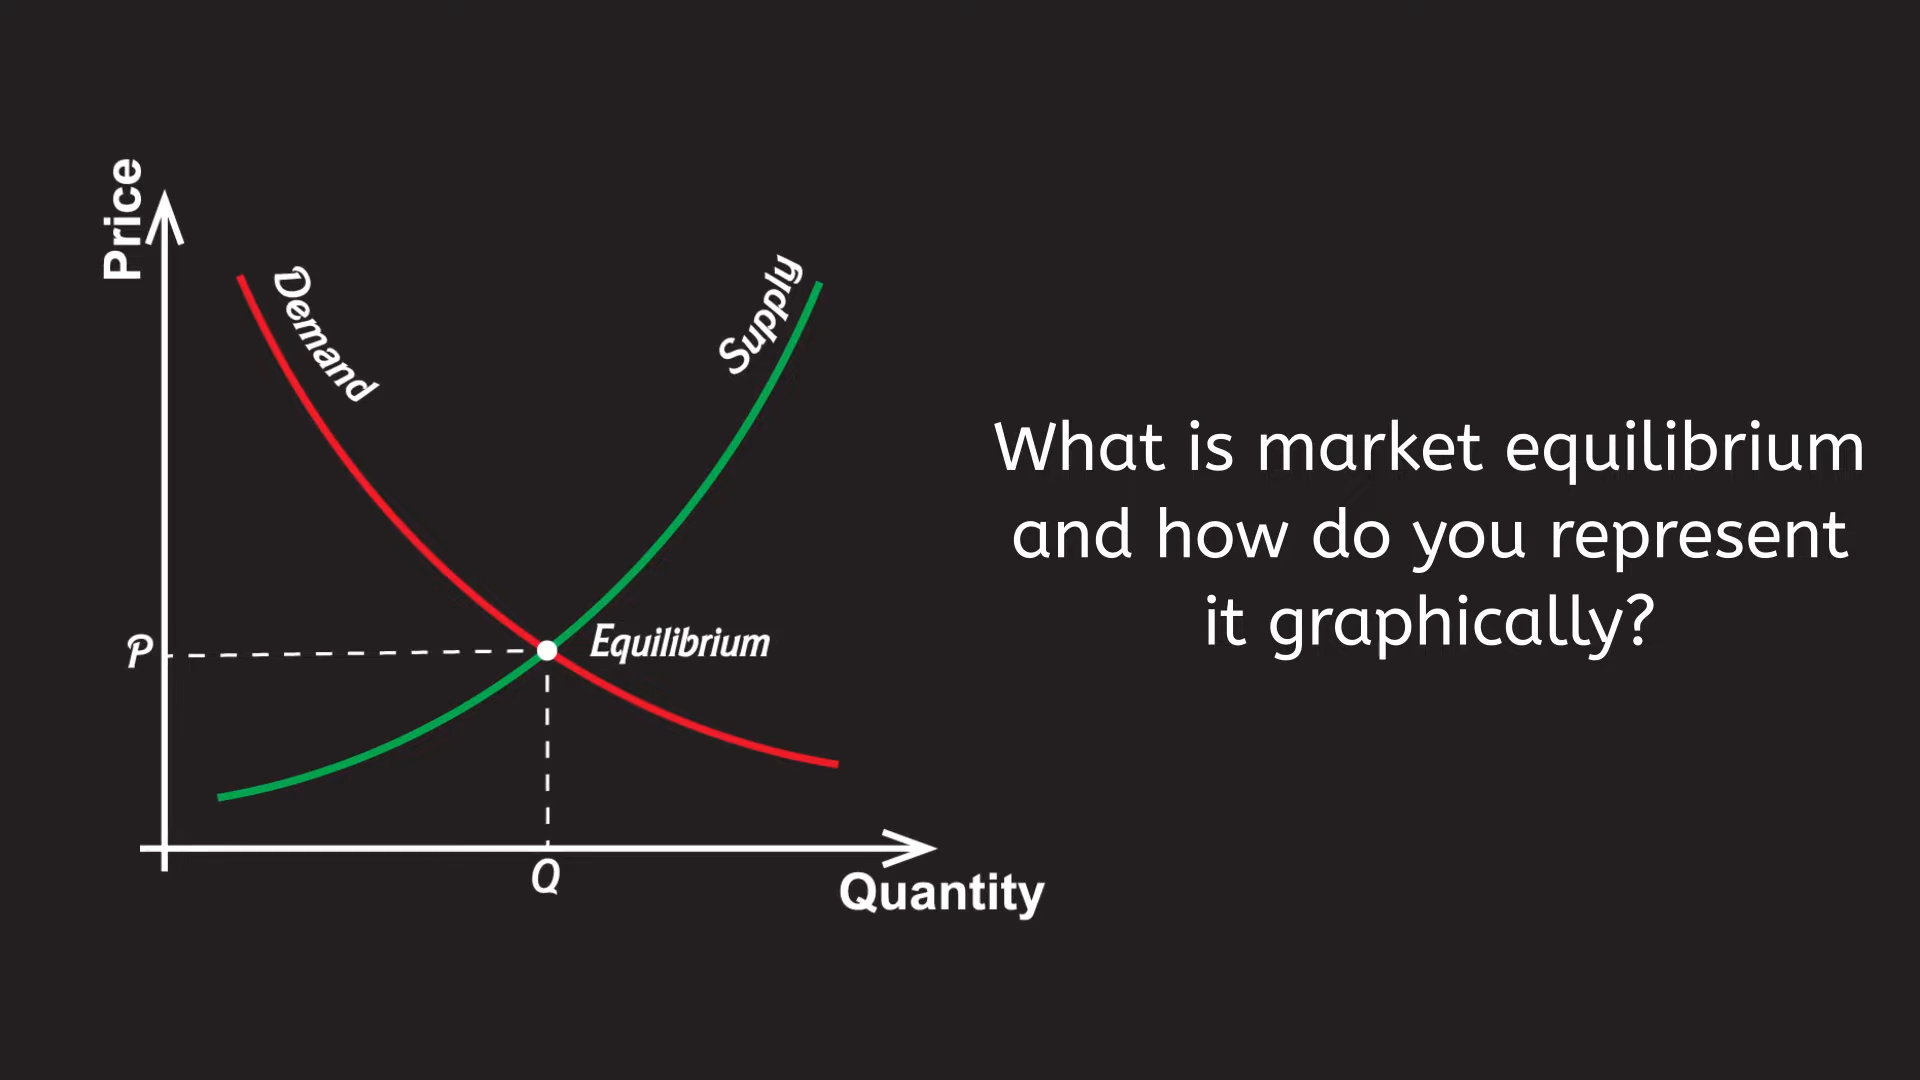 Price
Demand
Supply
What is market equilibrium
and how do you represent
it graphically?
P
Equilibrium
Q
Quantity